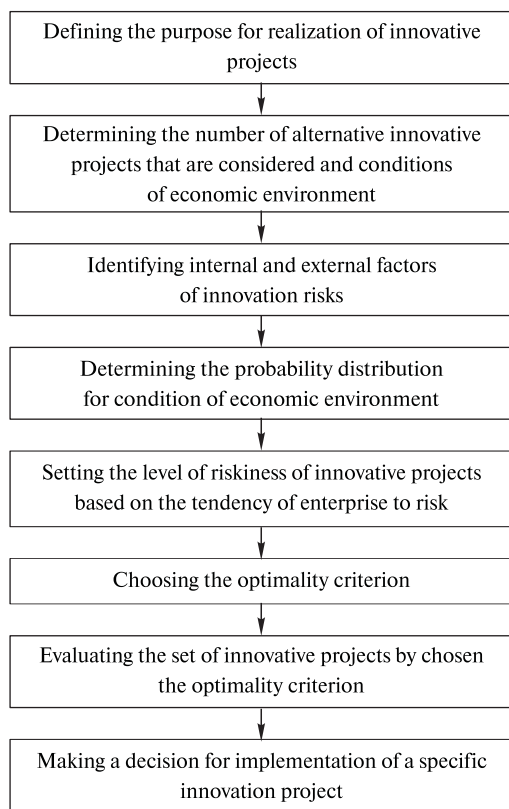 Defining the purpose for realization of innovative
projects
Determining the number of alternative innovative
projects that are considered and conditions
of economic environment
Identifying internal and external factors
of innovation risks
Determining the probability distribution
for condition of economic environment
Setting the level of riskiness of innovative projects
based on the tendency of enterprise to risk
Choosing the optimality criterion
Evaluating the set of innovative projects by chosen
the optimality criterion
Making a decision for implementation of a specific
innovation project